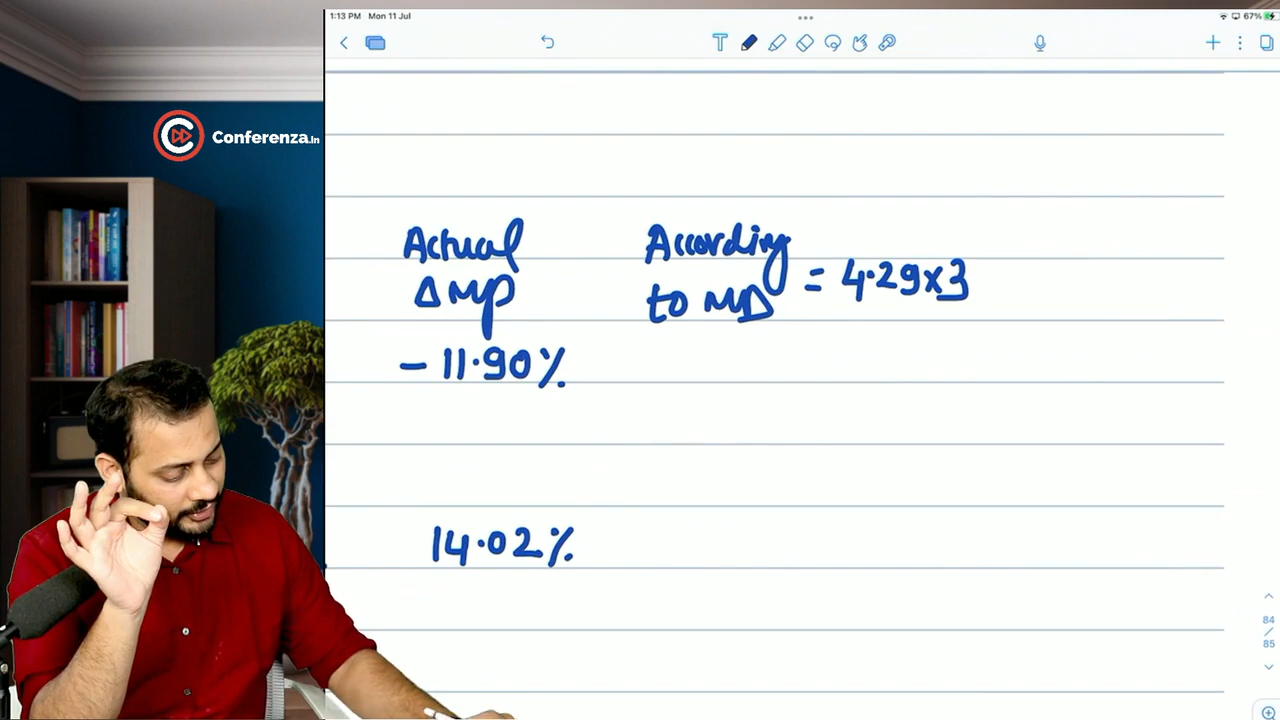 1:13 PM Mon 11 Jul
67%
T
Conferenza.in
Actual
Δ MP
According
to MD = 4.29x3
- 11.90%
14.02%
84
/
85